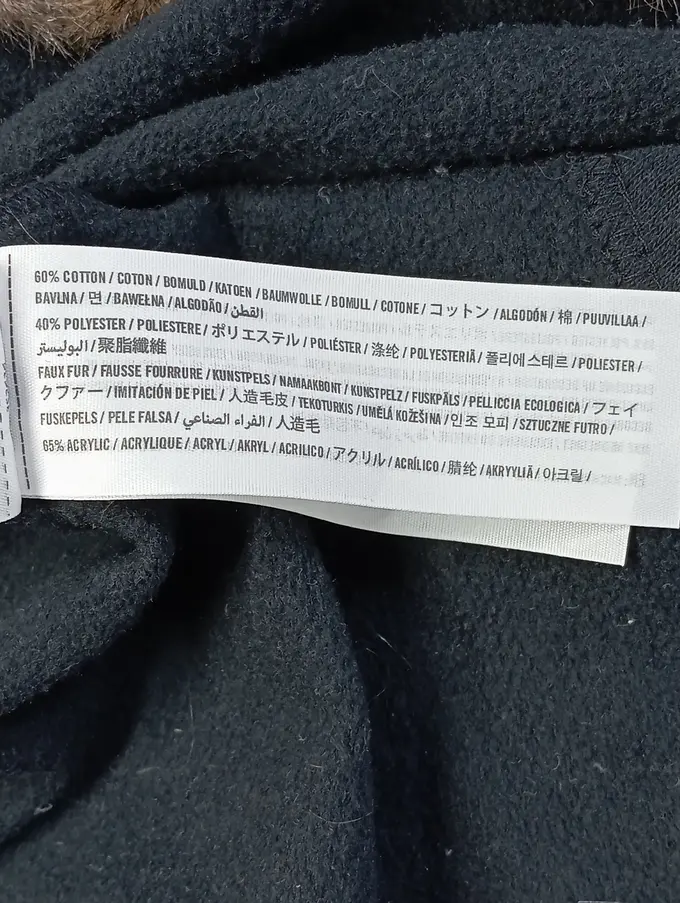 60% COTTON / COTON / BOMULD / KATOEN / BAUMWOLLE / BOMULL / COTONE / コットン / ALGODÓN / 棉 / PUUVILLAA /
BAVLNA / 면 / BAWEŁNA / ALGODÃO / القطن /
40% POLYESTER / POLIESTERE / ポリエステル / POLIÉSTER / 涤纶 / POLYESTERIÄ / 폴리에스테르 / POLIESTER /
البوليستر / 聚脂纖維
FAUX FUR / FAUSSE FOURRURE / KUNSTPELS / NAMAAKBONT / KUNSTPELZ / FUSKPÄLS / PELLICCIA ECOLOGICA / フェイ
クファー / IMITACIÓN DE PIEL / 人造毛皮 / TEKOTURKIS / UMĚLÁ KOŽEŠINA / 인조 모피 / SZTUCZNE FUTRO /
FUSKEPELS / PELE FALSA / الفراء الصناعي / 人造毛
65% ACRYLIC / ACRYLIQUE / ACRYL / AKRYL / ACRILICO / アクリル / ACRÍLICO / 腈纶 / AKRYYLIÄ / 아크릴 /